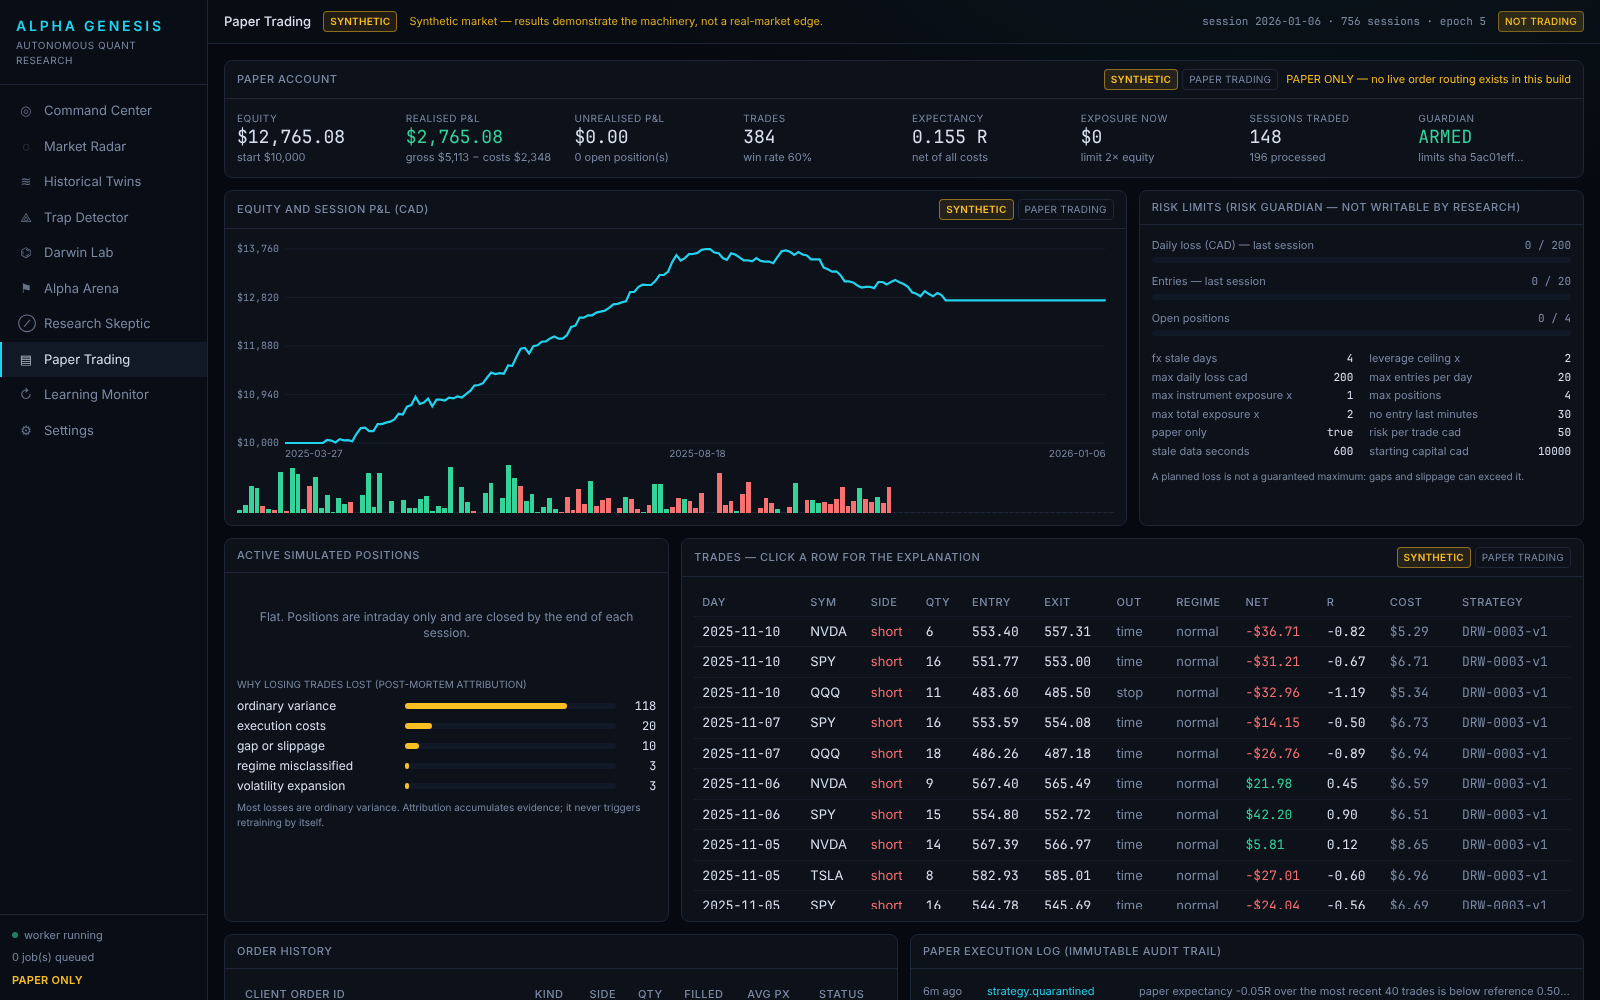 ALPHA GENESIS
AUTONOMOUS QUANT
RESEARCH
Command Center
Market Radar
Historical Twins
Trap Detector
Darwin Lab
Alpha Arena
Research Skeptic
Paper Trading
Learning Monitor
Settings
worker running
0 job(s) queued
PAPER ONLY
Paper Trading SYNTHETIC Synthetic market — results demonstrate the machinery, not a real-market edge. session 2026-01-06 · 756 sessions · epoch 5 NOT TRADING
PAPER ACCOUNT SYNTHETIC PAPER TRADING PAPER ONLY — no live order routing exists in this build
EQUITY REALISED P&L UNREALISED P&L TRADES EXPECTANCY EXPOSURE NOW SESSIONS TRADED GUARDIAN
$12,765.08 $2,765.08 $0.00 384 0.155 R $0 148 ARMED
start $10,000 gross $5,113 − costs $2,348 0 open position(s) win rate 60% net of all costs limit 2× equity 196 processed limits sha 5ac01eff…
EQUITY AND SESSION P&L (CAD) SYNTHETIC PAPER TRADING
$13,760
$12,820
$11,880
$10,940
$10,000
2025-03-27 2025-08-18 2026-01-06
RISK LIMITS (RISK GUARDIAN — NOT WRITABLE BY RESEARCH)
Daily loss (CAD) — last session 0 / 200
Entries — last session 0 / 20
Open positions 0 / 4
fx stale days 4 leverage ceiling x 2
max daily loss cad 200 max entries per day 20
max instrument exposure x 1 max positions 4
max total exposure x 2 no entry last minutes 30
paper only true risk per trade cad 50
stale data seconds 600 starting capital cad 10000
A planned loss is not a guaranteed maximum: gaps and slippage can exceed it.
ACTIVE SIMULATED POSITIONS
Flat. Positions are intraday only and are closed by the end of each
session.
WHY LOSING TRADES LOST (POST-MORTEM ATTRIBUTION)
ordinary variance 118
execution costs 20
gap or slippage 10
regime misclassified 3
volatility expansion 3
Most losses are ordinary variance. Attribution accumulates evidence; it never triggers
retraining by itself.
TRADES — CLICK A ROW FOR THE EXPLANATION SYNTHETIC PAPER TRADING
DAY SYM SIDE QTY ENTRY EXIT OUT REGIME NET R COST STRATEGY
2025-11-10 NVDA short 6 553.40 557.31 time normal -$36.71 -0.82 $5.29 DRW-0003-v1
2025-11-10 SPY short 16 551.77 553.00 time normal -$31.21 -0.67 $6.71 DRW-0003-v1
2025-11-10 QQQ short 11 483.60 485.50 stop normal -$32.96 -1.19 $5.34 DRW-0003-v1
2025-11-07 SPY short 16 553.59 554.08 time normal -$14.15 -0.50 $6.73 DRW-0003-v1
2025-11-07 QQQ short 18 486.26 487.18 time normal -$26.76 -0.89 $6.94 DRW-0003-v1
2025-11-06 NVDA short 9 567.40 565.49 time normal $21.98 0.45 $6.59 DRW-0003-v1
2025-11-06 SPY short 15 554.80 552.72 time normal $42.20 0.90 $6.51 DRW-0003-v1
2025-11-05 NVDA short 14 567.39 566.97 time normal $5.81 0.12 $8.65 DRW-0003-v1
2025-11-05 TSLA short 8 582.93 585.01 time normal -$27.01 -0.60 $6.96 DRW-0003-v1
2025-11-05 SPY short 16 544.78 545.69 time normal -$24.04 -0.56 $6.69 DRW-0003-v1
ORDER HISTORY
CLIENT ORDER ID KIND SIDE QTY FILLED AVG PX STATUS
PAPER EXECUTION LOG (IMMUTABLE AUDIT TRAIL)
6m ago strategy.quarantined paper expectancy -0.05R over the most recent 40 trades is below reference 0.50…